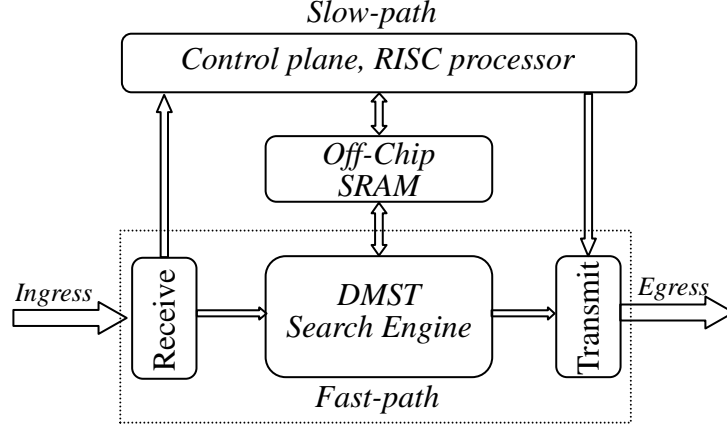 Slow-path
Control plane, RISC processor
Off-Chip
SRAM
Ingress
Receive
DMST
Search Engine
Transmit
Egress
Fast-path